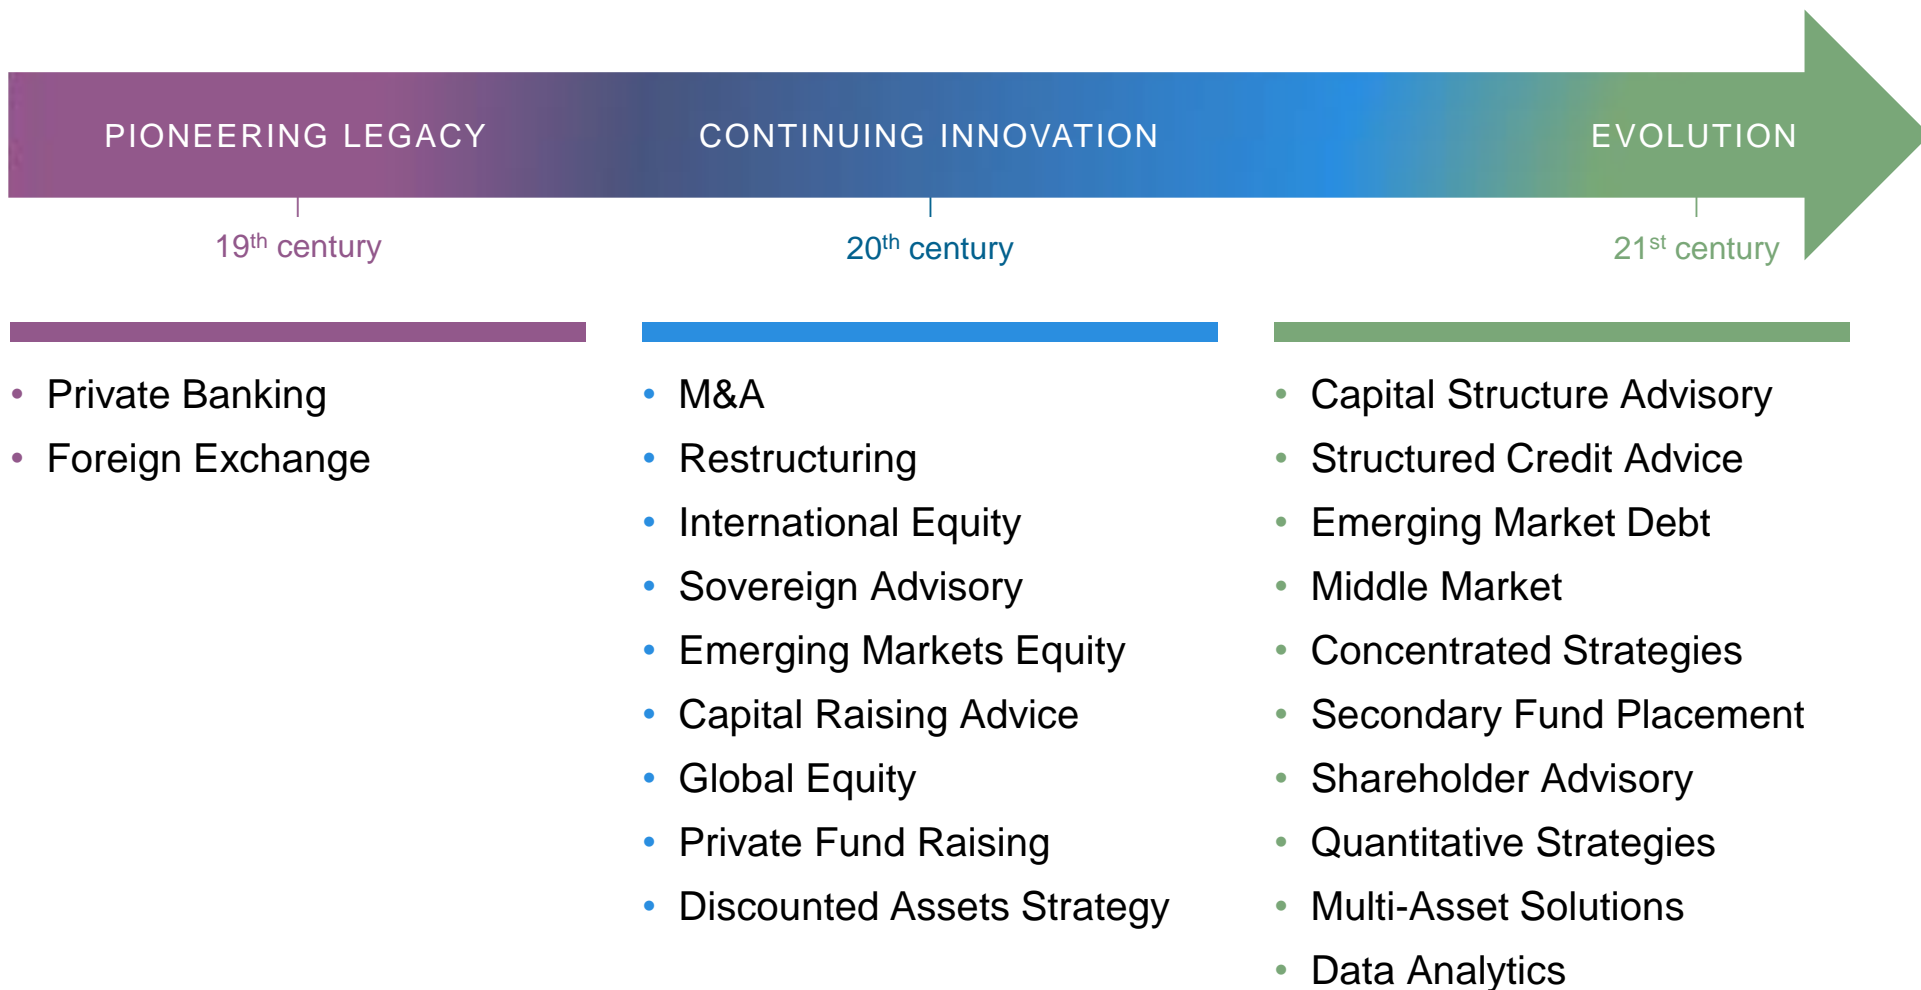 PIONEERING LEGACY
CONTINUING INNOVATION
EVOLUTION
19th century
20th century
21st century
• Private Banking
• Foreign Exchange
• M&A
• Restructuring
• International Equity
• Sovereign Advisory
• Emerging Markets Equity
• Capital Raising Advice
• Global Equity
• Private Fund Raising
• Discounted Assets Strategy
• Capital Structure Advisory
• Structured Credit Advice
• Emerging Market Debt
• Middle Market
• Concentrated Strategies
• Secondary Fund Placement
• Shareholder Advisory
• Quantitative Strategies
• Multi-Asset Solutions
• Data Analytics